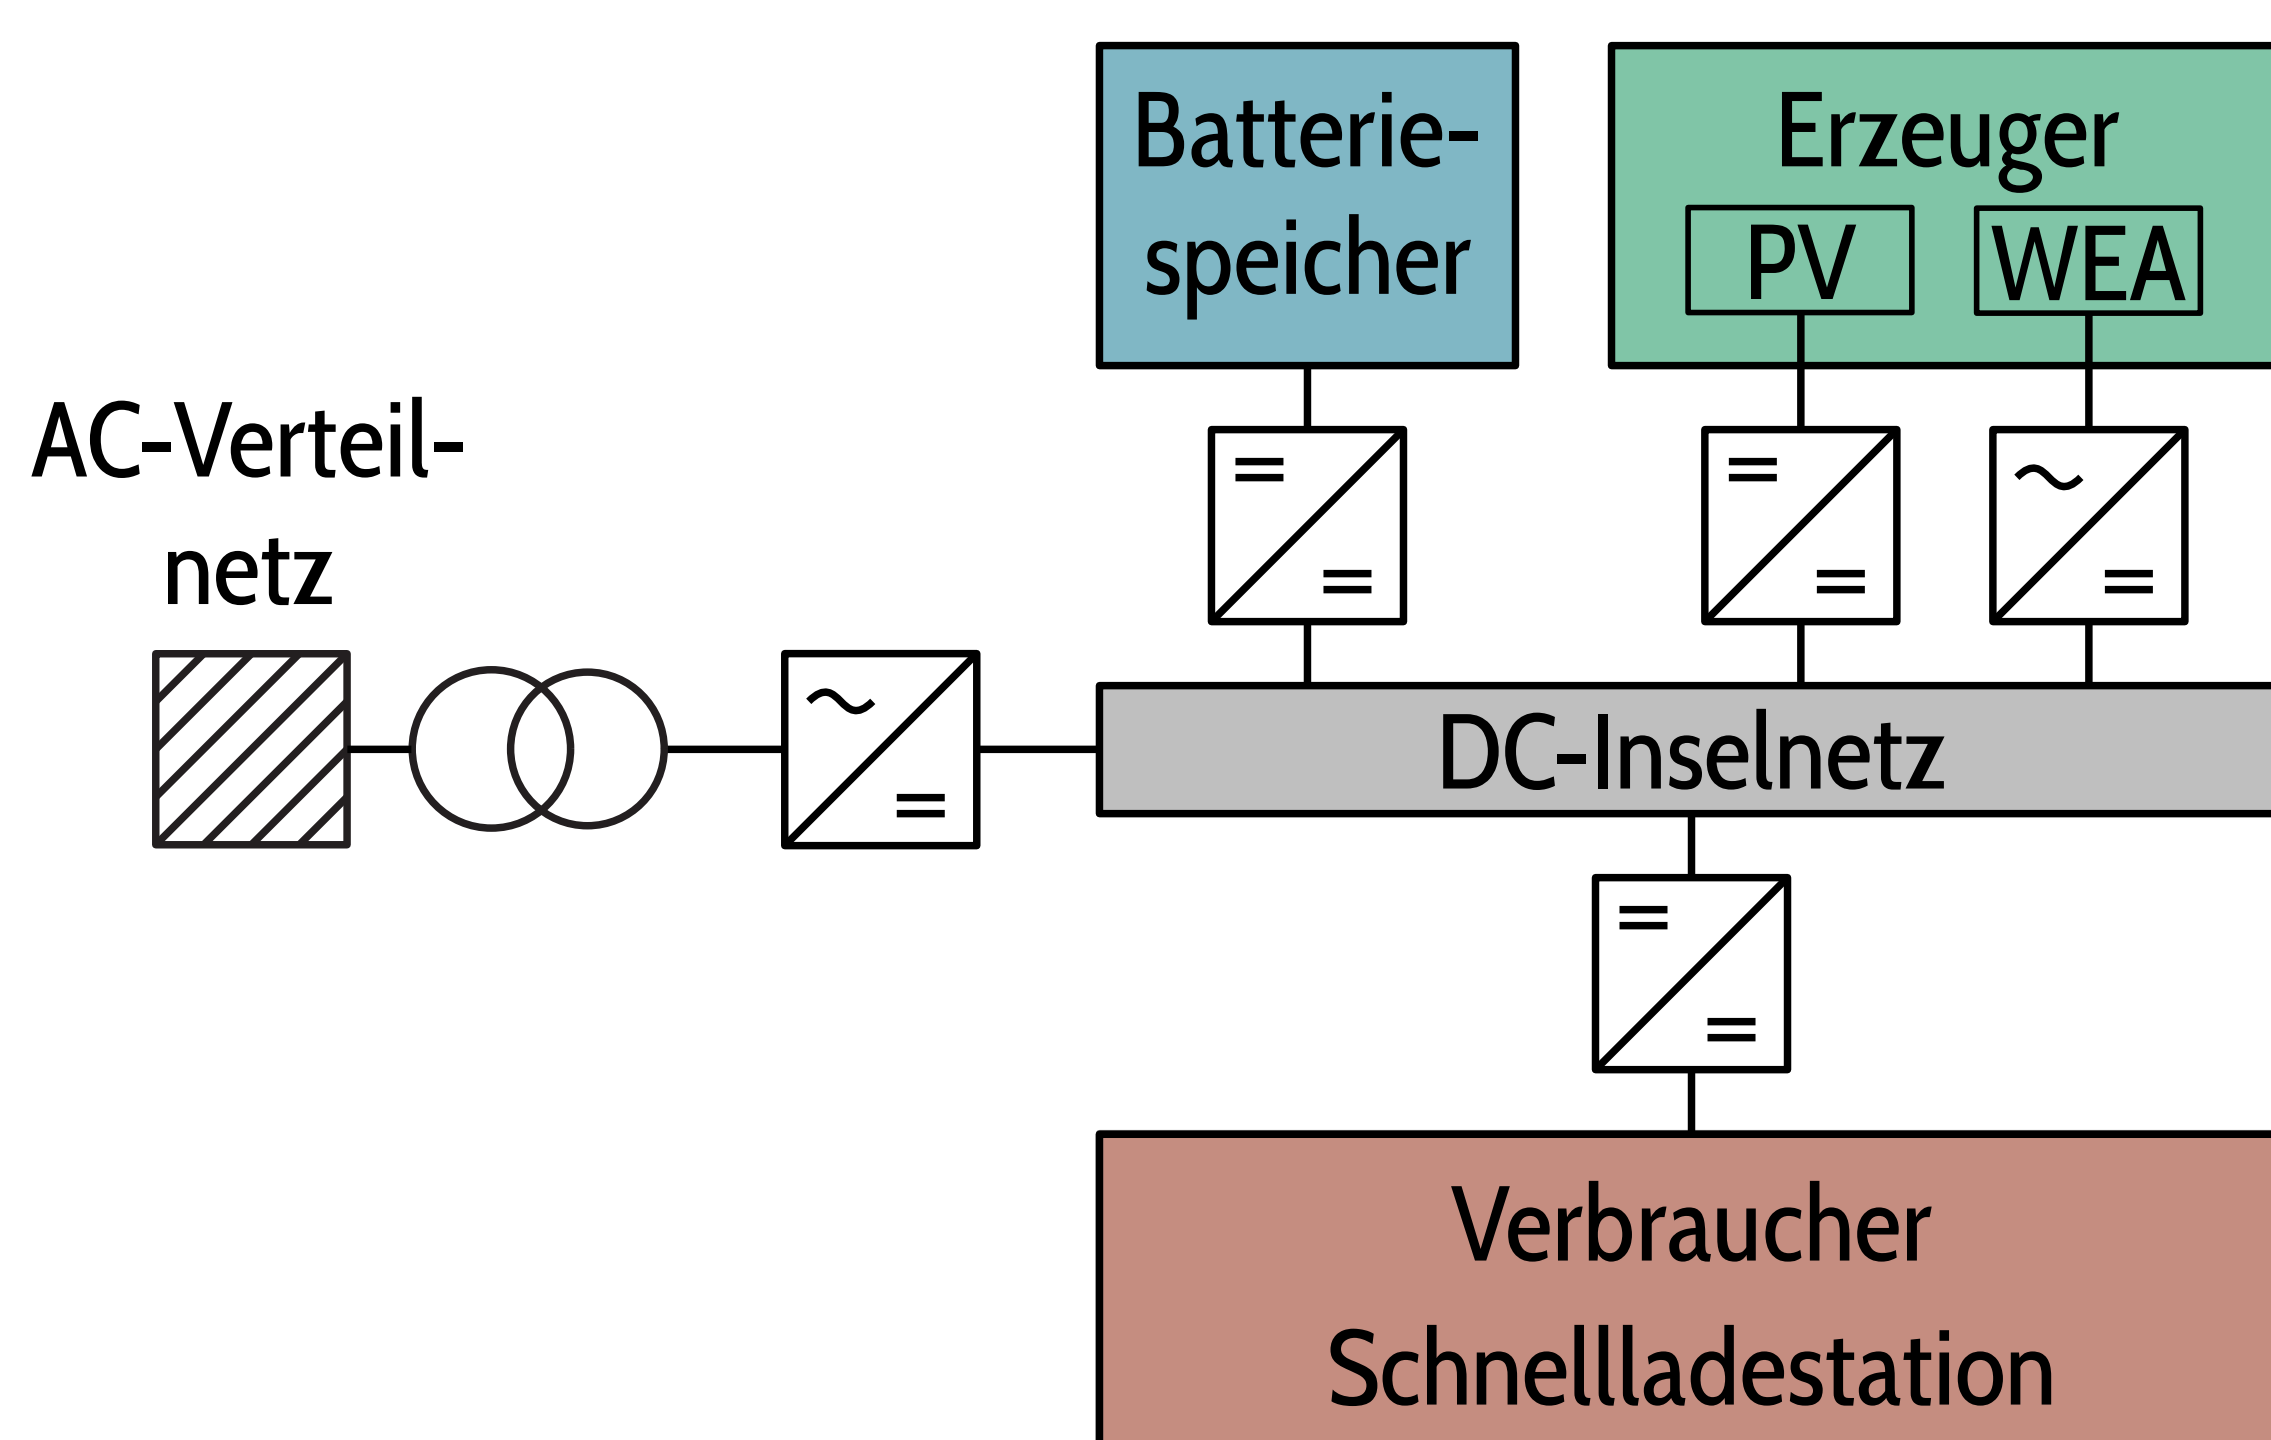 Batterie-
speicher
Erzeuger
PV
WEA
AC-Verteil-
netz
DC-Inselnetz
Verbraucher
Schnellladestation